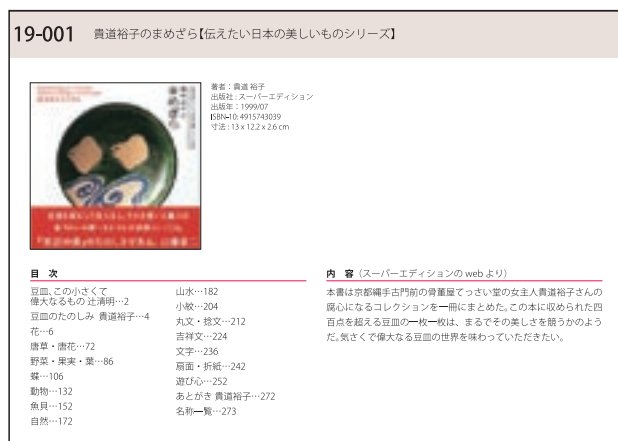 19-001 貴道裕子のまめざら【伝えたい日本の美しいものシリーズ】
著者：貴道 裕子
出版社：スーパーエディション
出版年：1999/07
ISBN-10: 4915743039
寸法：13 x 12.2 x 2.6 cm
目 次
豆皿、この小さくて
偉大なるもの 辻清明…2
豆皿のたのしみ 貴道裕子…4
花…6
唐草・唐花…72
野菜・果実・葉…86
蝶…106
動物…132
魚貝…152
自然…172
山水…182
小紋…204
丸文・捻文…212
吉祥文…224
文字…236
扇面・折紙…242
遊び心…252
あとがき 貴道裕子…272
名称一覧…273
内 容（スーパーエディションの web より）
本書は京都縄手古門前の骨董屋てっさい堂の女主人貴道裕子さんの
腐心になるコレクションを一冊にまとめた。この本に収められた四
百点を超える豆皿の一枚一枚は、まるでその美しさを競うかのよう
だ。気さくで偉大なる豆皿の世界を味わっていただきたい。